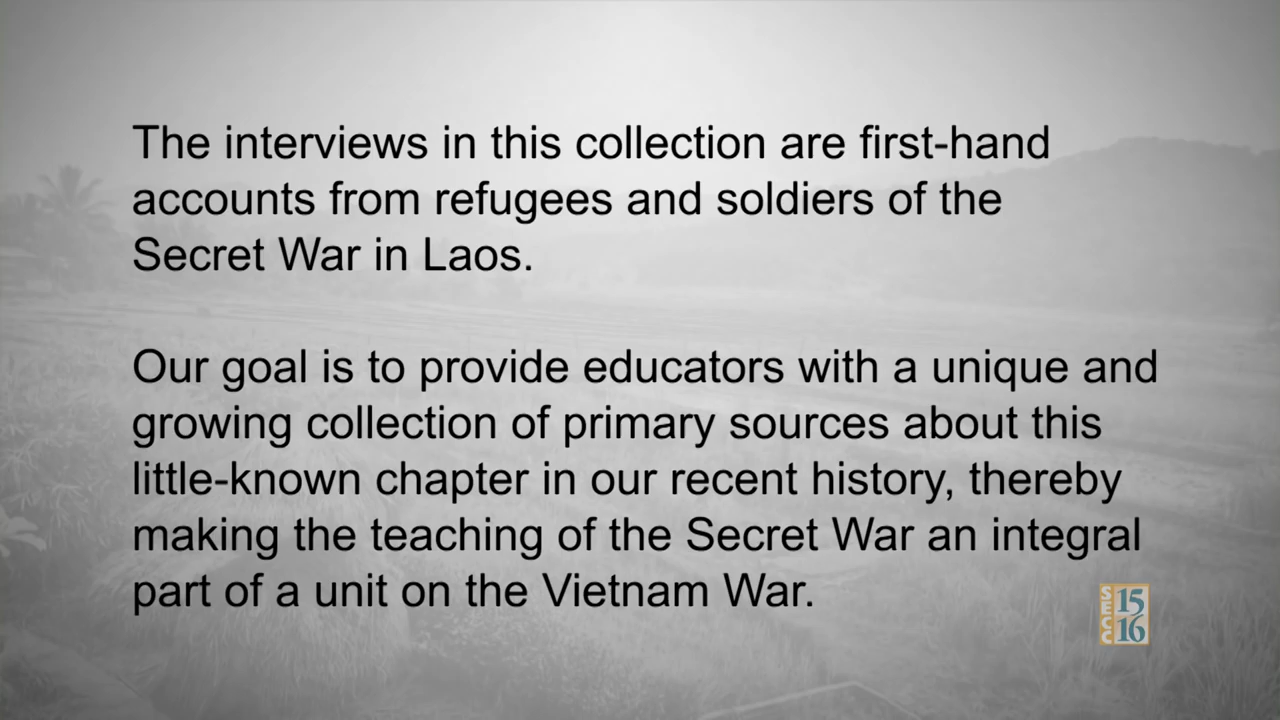 The interviews in this collection are first-hand
accounts from refugees and soldiers of the
Secret War in Laos.
Our goal is to provide educators with a unique and
growing collection of primary sources about this
little-known chapter in our recent history, thereby
making the teaching of the Secret War an integral
part of a unit on the Vietnam War.
SECC
15
16